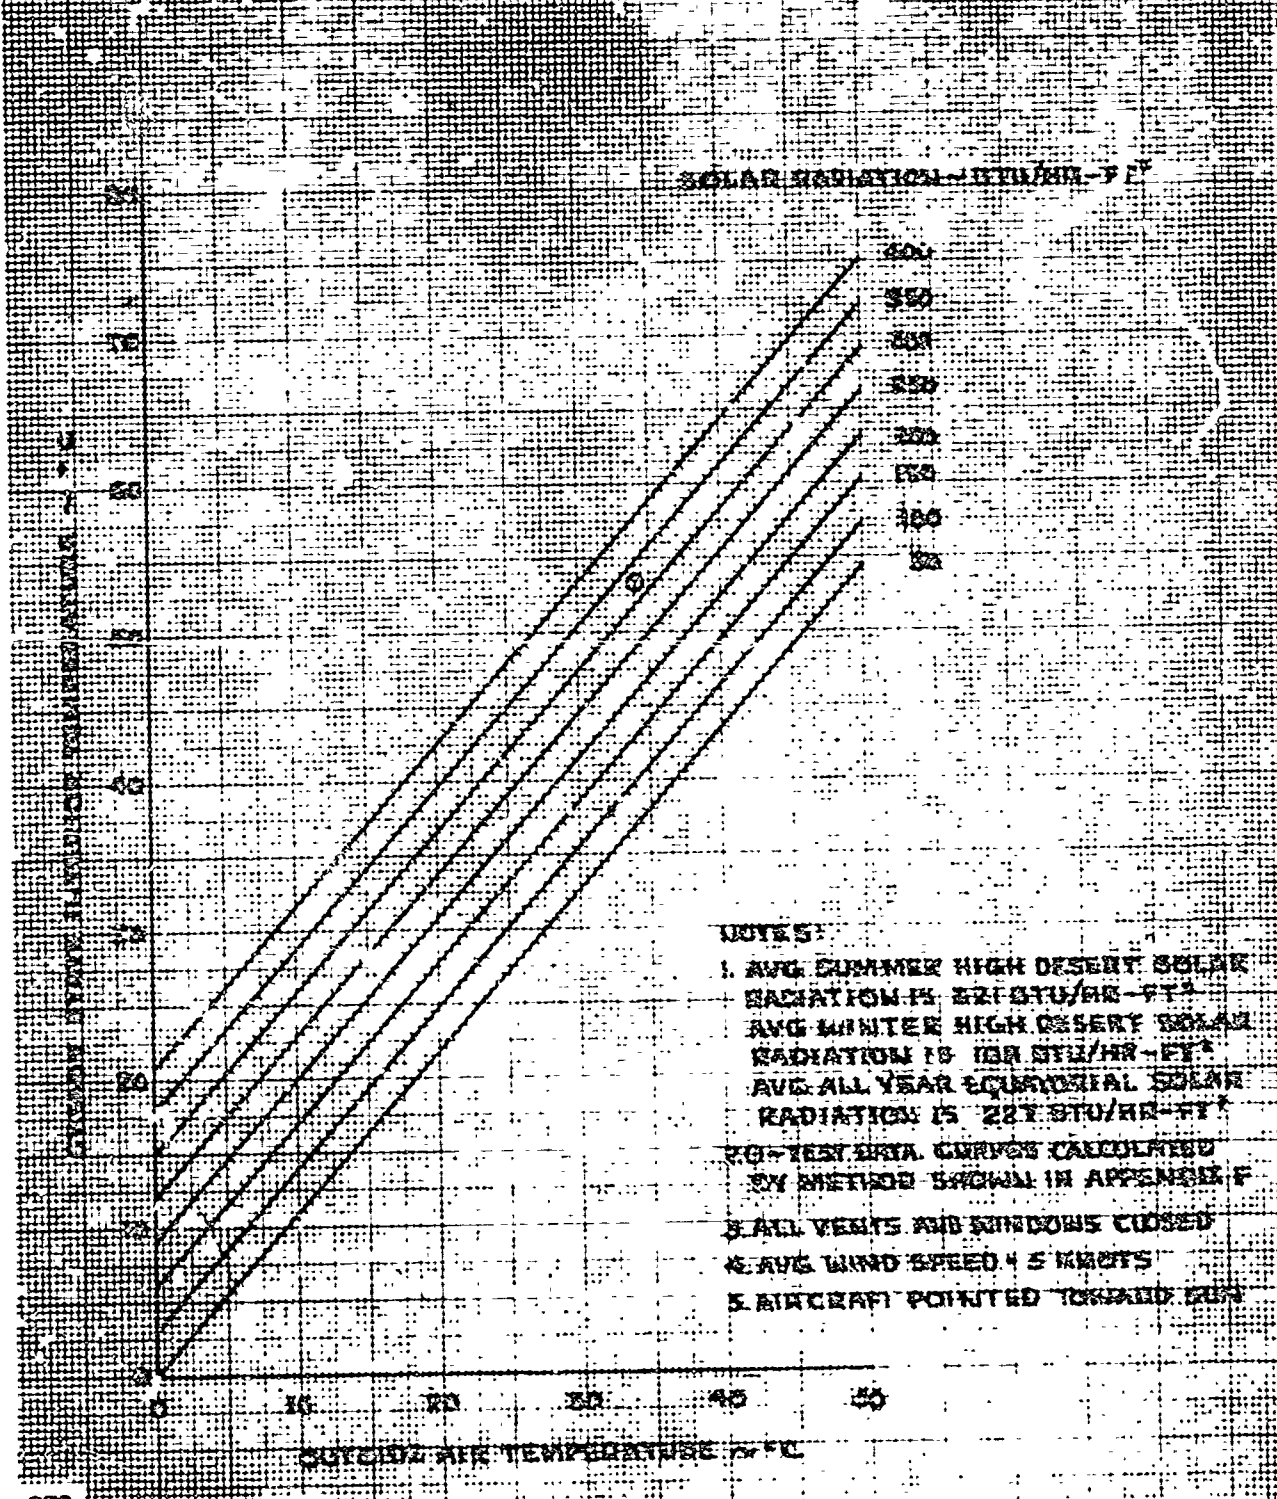 SOLAR RADIATION ~ BTU/HR-FT²
400
350
300
250
200
150
100
50
80
70
60
50
40
30
20
10
0
0 10 20 30 40 50
OUTSIDE AIR TEMPERATURE ~ °C
TEMPERATURE ~ °C
NOTES:
1. AVG SUMMER HIGH DESERT SOLAR
RADIATION IS BTU/HR-FT²
AVG WINTER HIGH DESERT SOLAR
RADIATION IS BTU/HR-FT²
AVG ALL YEAR EQUATORIAL SOLAR
RADIATION IS 227 BTU/HR-FT²
2. ⊙ ~ TEST DATA. CURVES CALCULATED
BY METHOD SHOWN IN APPENDIX F
3. ALL VENTS AND WINDOWS CLOSED
4. AVG WIND SPEED = 5 KNOTS
5. AIRCRAFT POINTED TOWARD SUN